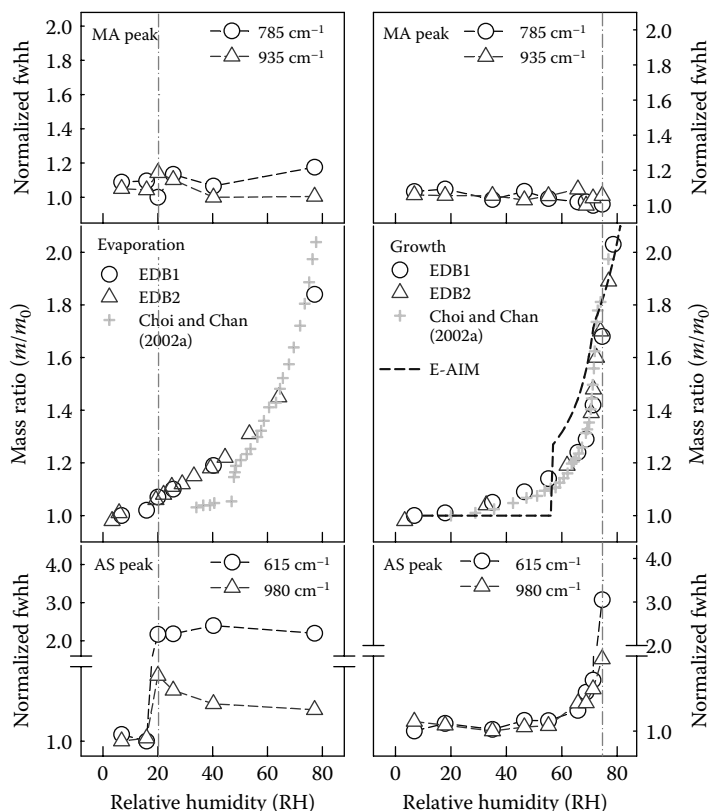 MA peak
785 cm⁻¹
935 cm⁻¹
2.0
1.8
1.6
1.4
1.2
1.0
Normalized fwhh
MA peak
785 cm⁻¹
935 cm⁻¹
2.0
1.8
1.6
1.4
1.2
1.0
Normalized fwhh
Evaporation
EDB1
EDB2
Choi and Chan
(2002a)
2.0
1.8
1.6
1.4
1.2
1.0
Mass ratio (m/m₀)
Growth
EDB1
EDB2
Choi and Chan
(2002a)
E-AIM
2.0
1.8
1.6
1.4
1.2
1.0
Mass ratio (m/m₀)
AS peak
615 cm⁻¹
980 cm⁻¹
4.0
3.0
2.0
1.0
Normalized fwhh
0 20 40 60 80
Relative humidity (RH)
AS peak
615 cm⁻¹
980 cm⁻¹
4.0
3.0
2.0
1.0
Normalized fwhh
0 20 40 60 80
Relative humidity (RH)